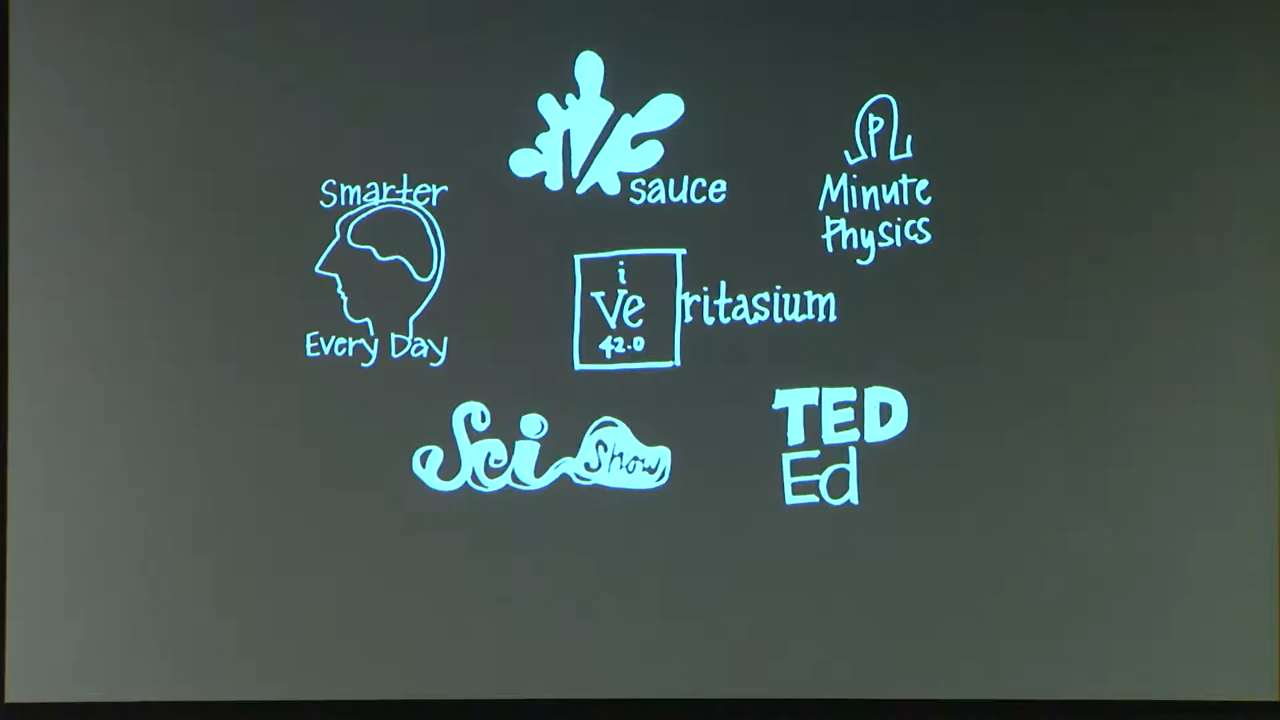 V
sauce
P
Minute
Physics
Smarter
Every Day
i
Ve
42.0
ritasium
Sci
Show
TED
Ed